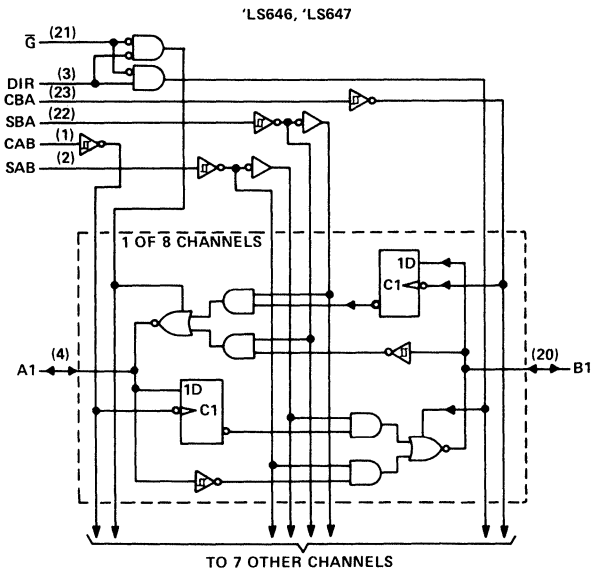 'LS646, 'LS647
G̅ (21)
DIR (3)
CBA (23)
SBA (22)
CAB (1)
SAB (2)
1 OF 8 CHANNELS
1D
C1
A1 (4)
(20) B1
1D
C1
TO 7 OTHER CHANNELS